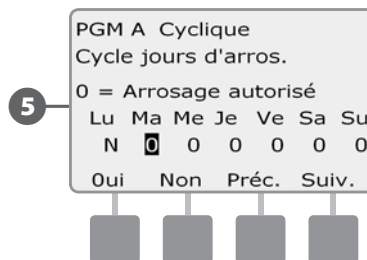 PGM A Cyclique
Cycle jours d'arros.
0 = Arrosage autorisé
5
Lu Ma Me Je Ve Sa Su
N 0 0 0 0 0 0
0ui Non Préc. Suiv.